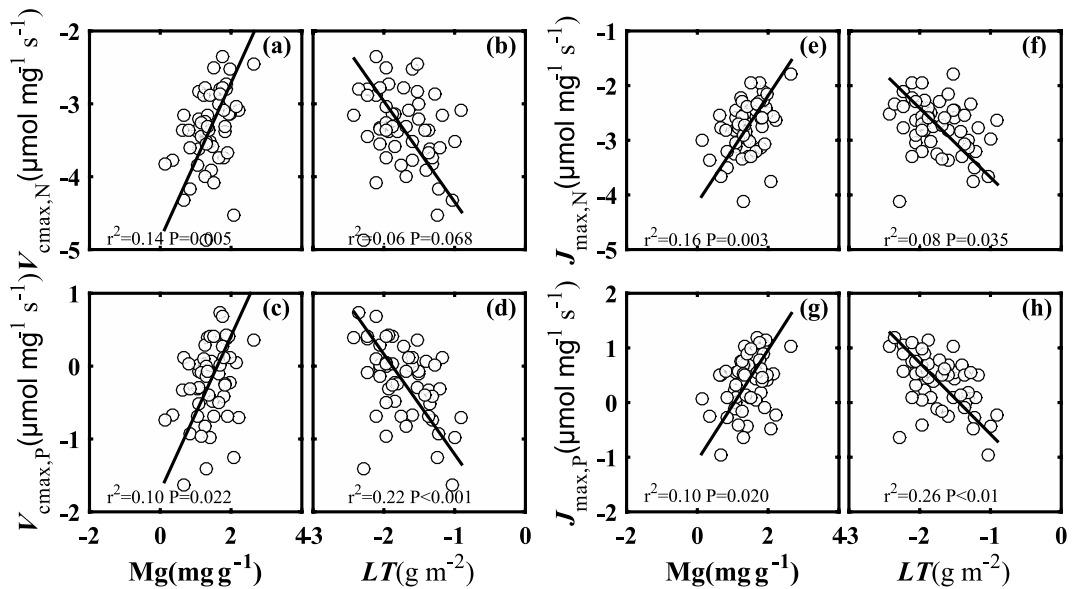 V_cmax,N (μmol mg⁻¹ s⁻¹)
-2
-3
-4
-5
(a)
r²=0.14 P=0.005
(b)
r²=0.06 P=0.068
J_max,N (μmol mg⁻¹ s⁻¹)
-1
-2
-3
-4
-5
(e)
r²=0.16 P=0.003
(f)
r²=0.08 P=0.035
V_cmax,P (μmol mg⁻¹ s⁻¹)
1
0
-1
-2
(c)
r²=0.10 P=0.022
-2 0 2 4
Mg(mg g⁻¹)
(d)
r²=0.22 P<0.001
-3 -2 -1 0
LT(g m⁻²)
J_max,P (μmol mg⁻¹ s⁻¹)
2
1
0
-1
-2
(g)
r²=0.10 P=0.020
-2 0 2 4
Mg(mg g⁻¹)
(h)
r²=0.26 P<0.01
-3 -2 -1 0
LT(g m⁻²)